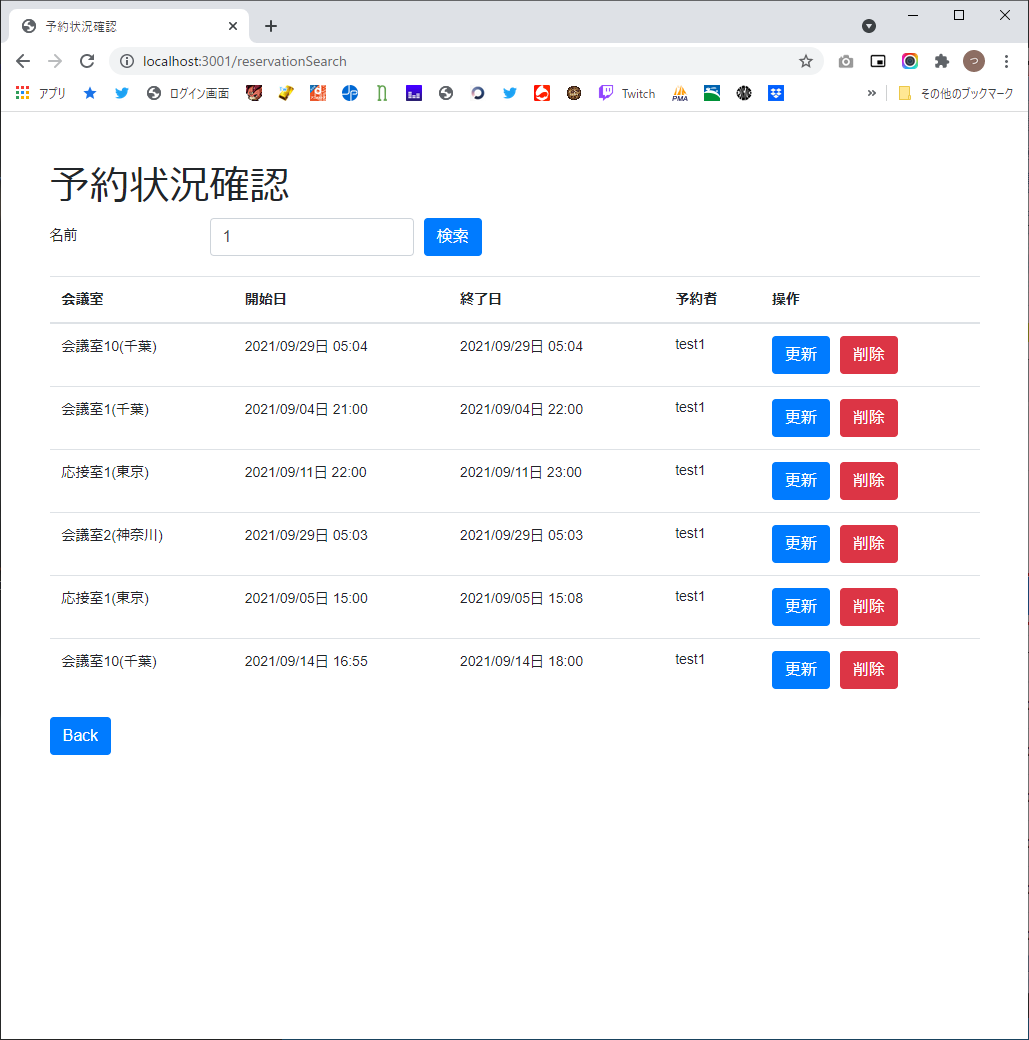 予約状況確認
localhost:3001/reservationSearch
つ
アプリ ログイン画面 Twitch PMA » その他のブックマーク
予約状況確認
名前 1 検索
会議室 開始日 終了日 予約者 操作
会議室10(千葉) 2021/09/29日 05:04 2021/09/29日 05:04 test1 更新 削除
会議室1(千葉) 2021/09/04日 21:00 2021/09/04日 22:00 test1 更新 削除
応接室1(東京) 2021/09/11日 22:00 2021/09/11日 23:00 test1 更新 削除
会議室2(神奈川) 2021/09/29日 05:03 2021/09/29日 05:03 test1 更新 削除
応接室1(東京) 2021/09/05日 15:00 2021/09/05日 15:08 test1 更新 削除
会議室10(千葉) 2021/09/14日 16:55 2021/09/14日 18:00 test1 更新 削除
Back